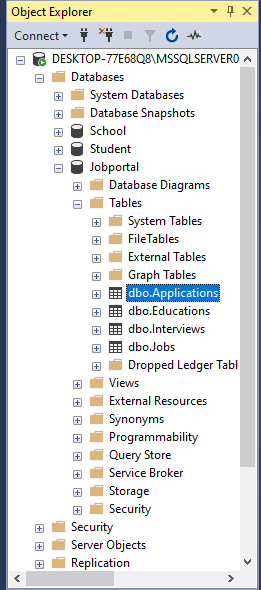 Object Explorer
Connect
DESKTOP-77E68Q8\MSSQLSERVER0
Databases
System Databases
Database Snapshots
School
Student
Jobportal
Database Diagrams
Tables
System Tables
FileTables
External Tables
Graph Tables
dbo.Applications
dbo.Educations
dbo.Interviews
dbo.Jobs
Dropped Ledger Tabl
Views
External Resources
Synonyms
Programmability
Query Store
Service Broker
Storage
Security
Security
Server Objects
Replication